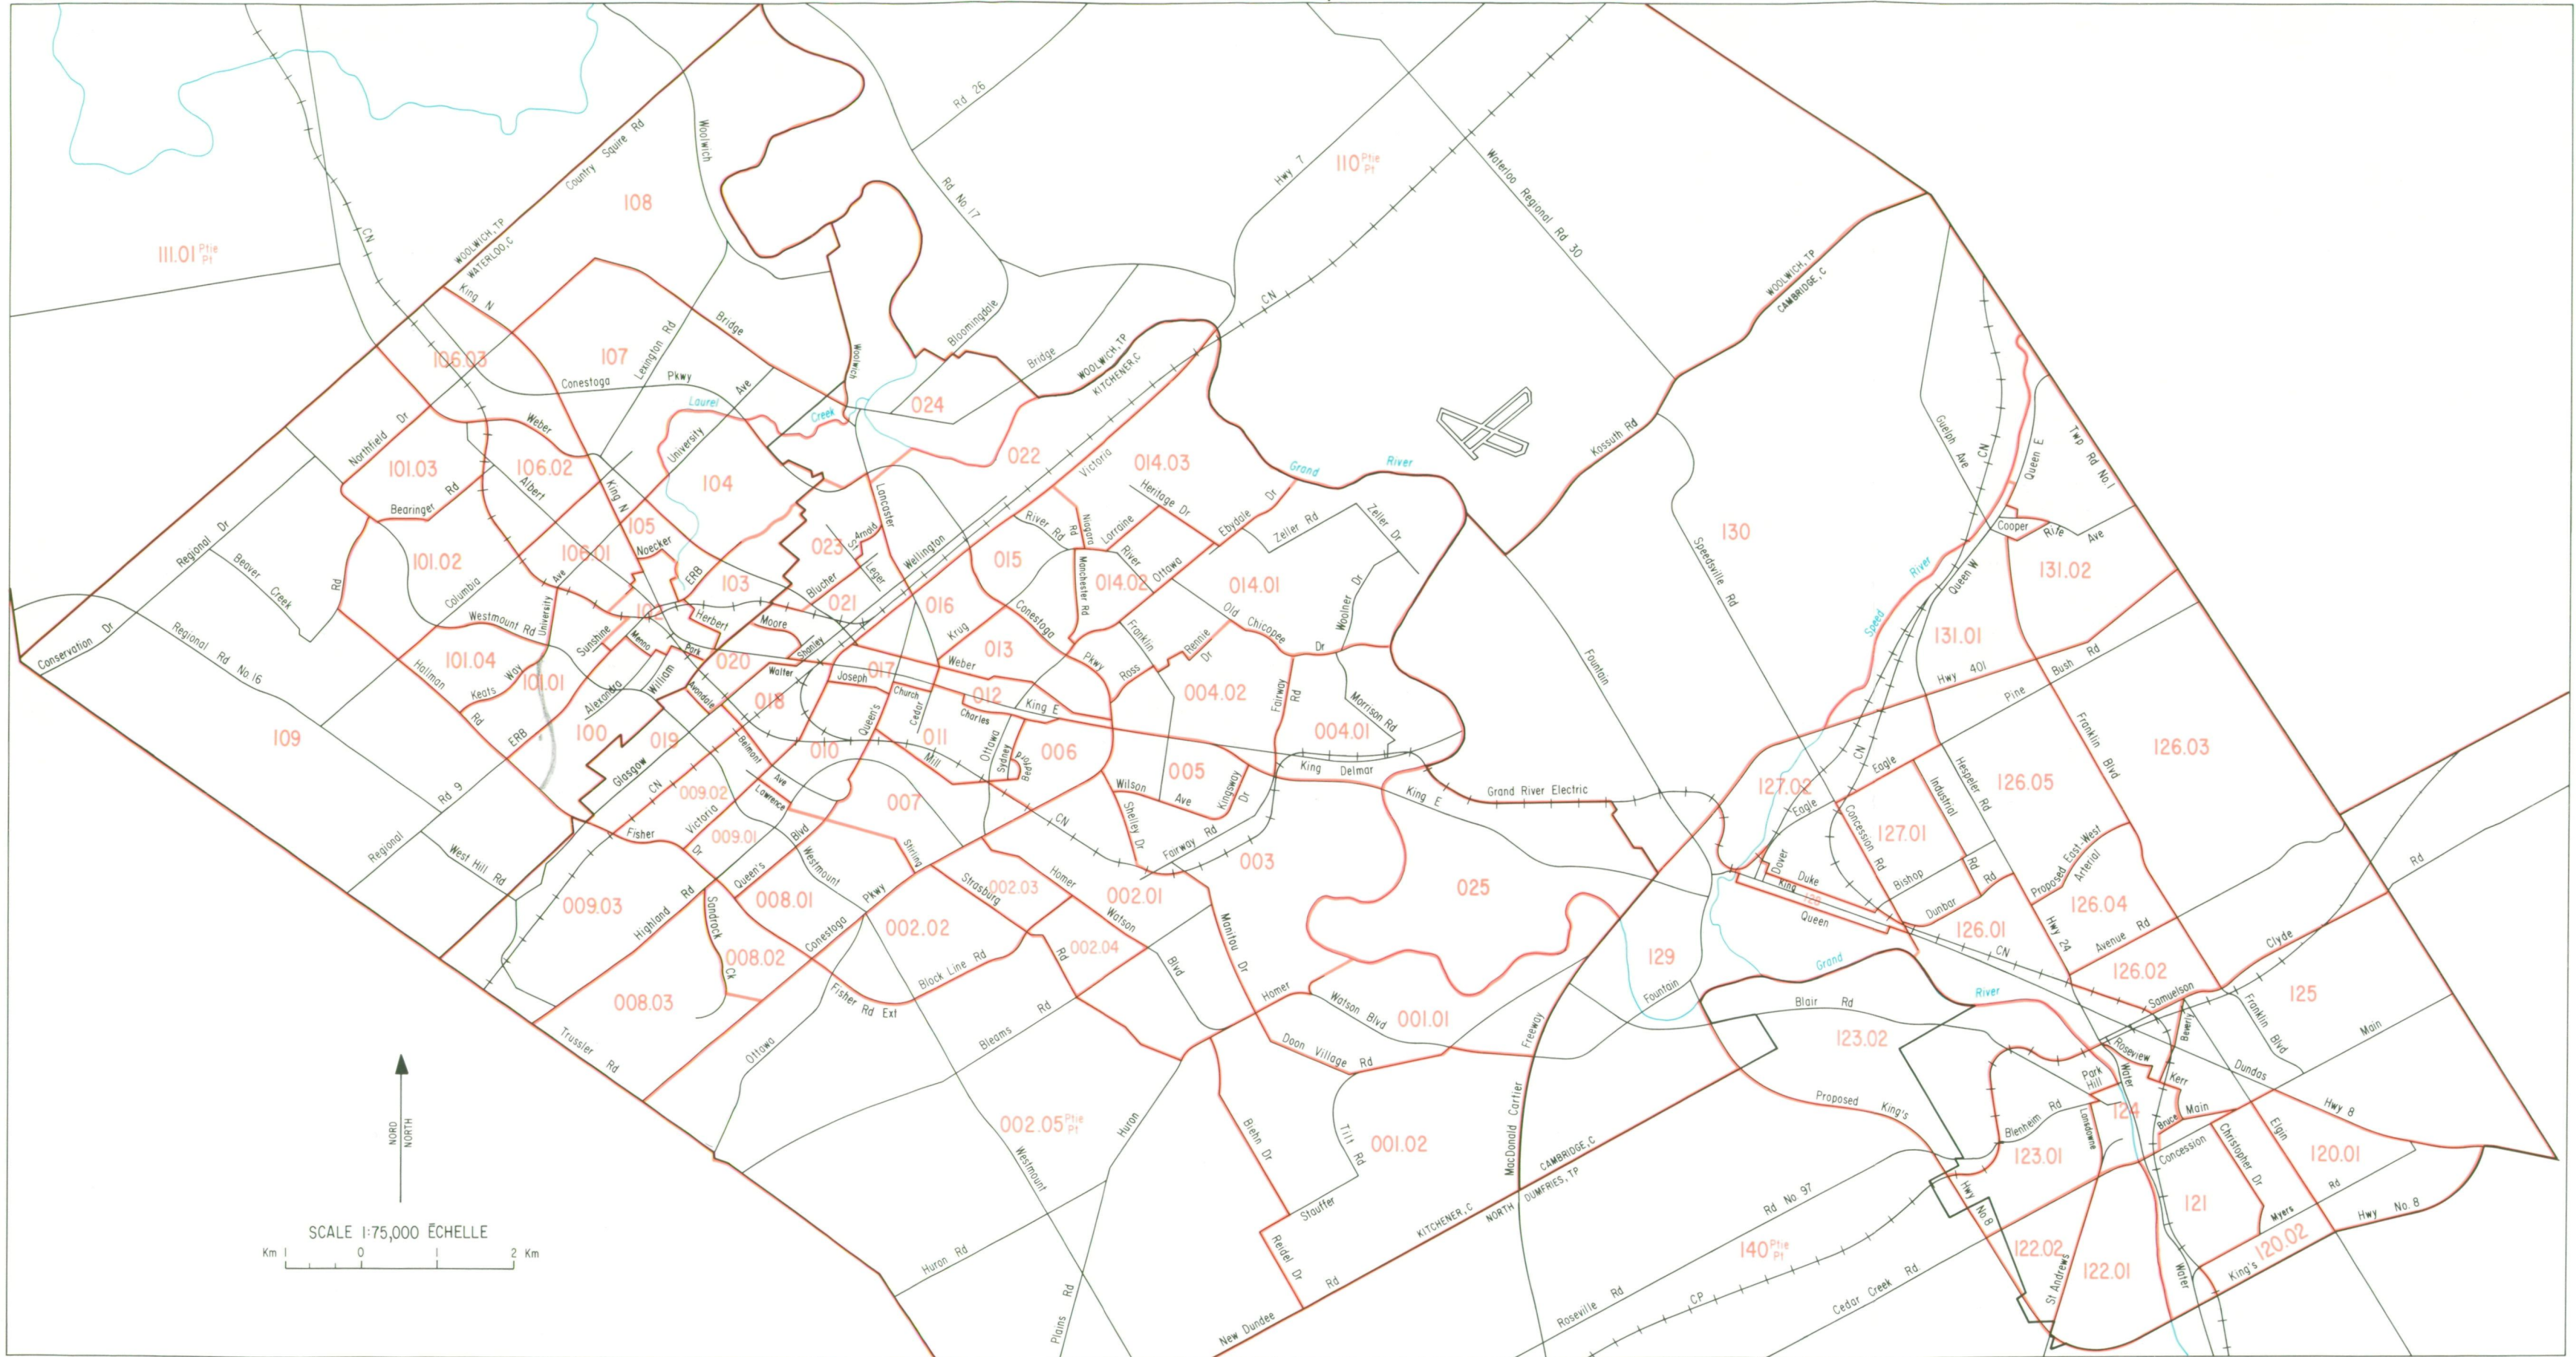 Rd 26
Woolwich
Country Squire Rd
108
Hwy 7
110 Ptie
Pt
Waterloo Regional Rd 30
Rd No. 17
111.01 Ptie
Pt
CN
WOOLWICH, TP
WATERLOO, C
King N
WOOLWICH, TP
CAMBRIDGE, C
Bloomingdale
CN
Bridge
106.03
107
Lexington Rd
Conestoga Pkwy
Ave
Woolwich
Bridge
WOOLWICH, TP
KITCHENER, C
Laurel
Creek
024
Northfield Dr
Weber
University
101.03
106.02
Albert
King N
104
Bearinger Rd
Lancaster
022
Victoria
014.03
Grand River
Kossuth Rd
Guelph Ave
CN
Queen E
Twp Rd No. 1
Heritage Dr
Ebydale Dr
Zeller Rd
Zeller Dr
130
Speedsville Rd
Cooper
Rife Ave
Regional Dr
Beaver Creek
Rd
101.02
105
106.01
Noecker
023
St Leger
Arnold
Wellington
River Rd
Niagara Rd
Lorraine
River
015
Columbia
Ave
ERB
103
Blucher
021
Manchester Rd
014.02
Ottawa
014.01
Woolner Dr
River
Speed
Queen W
131.02
Westmount Rd
University
102
Herbert
Moore
016
Conestoga
Old Chicopee
Dr
131.01
Conservation Dr
Regional Rd No. 16
Sunshine
Menno
Park
Shanley
Krug
013
Franklin
Rennie
Dr
Fountain
101.04
Hallman
Keats Way
101.01
William
020
Walter
017
Weber
Pkwy
Ross
004.02
Fairway
Rd
Hwy 401
Bush Rd
Pine
Rd
Alexandra
Avondale
018
Joseph
Church
012
Morrison Rd
109
ERB
100
019
Belmont
010
Queen's
Cedar
Charles
King E
011
006
004.01
Franklin Blvd
126.03
Glasgow
Ave
Mill
Ottawa
Sydney
Bedford
005
King Delmar
CN
009.02
Lawrence
007
Wilson Ave
Kingsway Dr
King E
Grand River Electric
127.02
Eagle
CN
Eagle
Industrial
Hespeler Rd
126.05
Regional Rd 9
West Hill Rd
Fisher
Dr
Victoria
009.01
Queen's
Blvd
Westmount
Stirling
CN
Shelley Dr
Fairway Rd
003
127.01
Concession Rd
Proposed East-West
Arterial
009.03
Highland Rd
Sandrock
Ck
008.01
Pkwy
Conestoga
Strasburg
002.03
Homer
Watson
002.01
025
Dover
Duke
King
128
Queen
Bishop
Rd
Rd
Dunbar
126.01
126.04
008.02
002.02
Block Line Rd
Rd
002.04
Blvd
Manitou Dr
129
Hwy 24
Avenue Rd
CN
Clyde
Rd
008.03
Fisher Rd Ext
Homer
Watson Blvd
Fountain
Grand
River
126.02
Samuelson
125
Trussler Rd
Ottawa
Bleams Rd
001.01
Doon Village Rd
Freeway
Blair Rd
123.02
Beverly
Franklin
Blvd
Main
Roseview
Park
Hill
Water
Kerr
Dundas
Hwy 8
NORD
NORTH
002.05 Ptie
Pt
Huron
Biehn Dr
Tilt Rd
001.02
MacDonald Cartier
Proposed King's
Blenheim Rd
Lansdowne
124
Bruce
Main
Elgin
Westmount
CAMBRIDGE, C
NORTH DUMFRIES, TP
123.01
Concession
Christopher Dr
120.01
SCALE 1:75,000 ÉCHELLE
Km 1 0 1 2 Km
Stauffer
KITCHENER, C
Rd No 97
Hwy No. 8
121
Myers
Rd
Hwy No. 8
Huron Rd
Reidel Dr
140 Ptie
Pt
122.02
St Andrews
122.01
Water
King's
120.02
Plains Rd
New Dundee Rd
Roseville Rd
CP
Cedar Creek Rd.